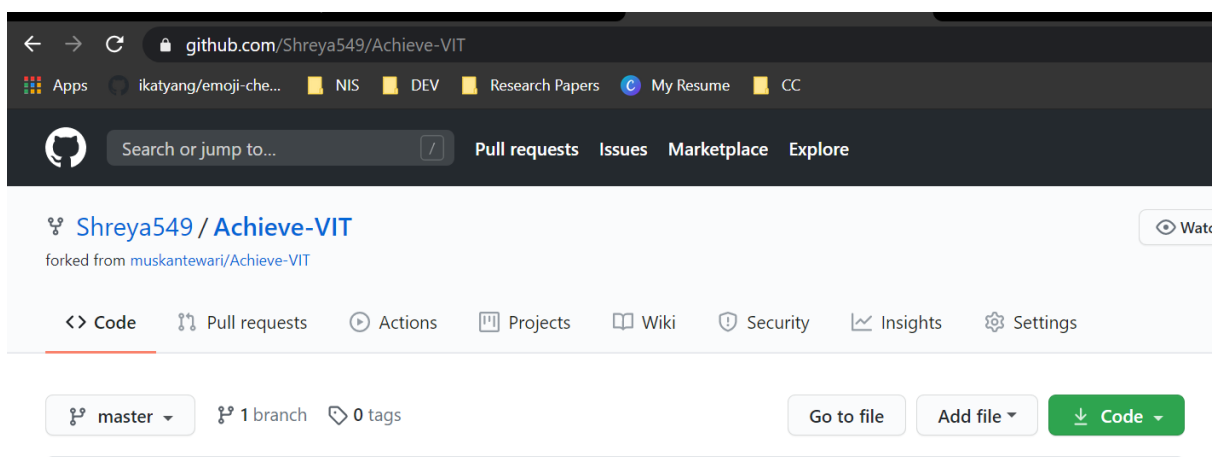 github.com/Shreya549/Achieve-VIT
Apps ikatyang/emoji-che... NIS DEV Research Papers C My Resume CC
Search or jump to... / Pull requests Issues Marketplace Explore
Shreya549 / Achieve-VIT
Watc
forked from muskantewari/Achieve-VIT
<> Code Pull requests Actions Projects Wiki Security Insights Settings
master 1 branch 0 tags Go to file Add file Code